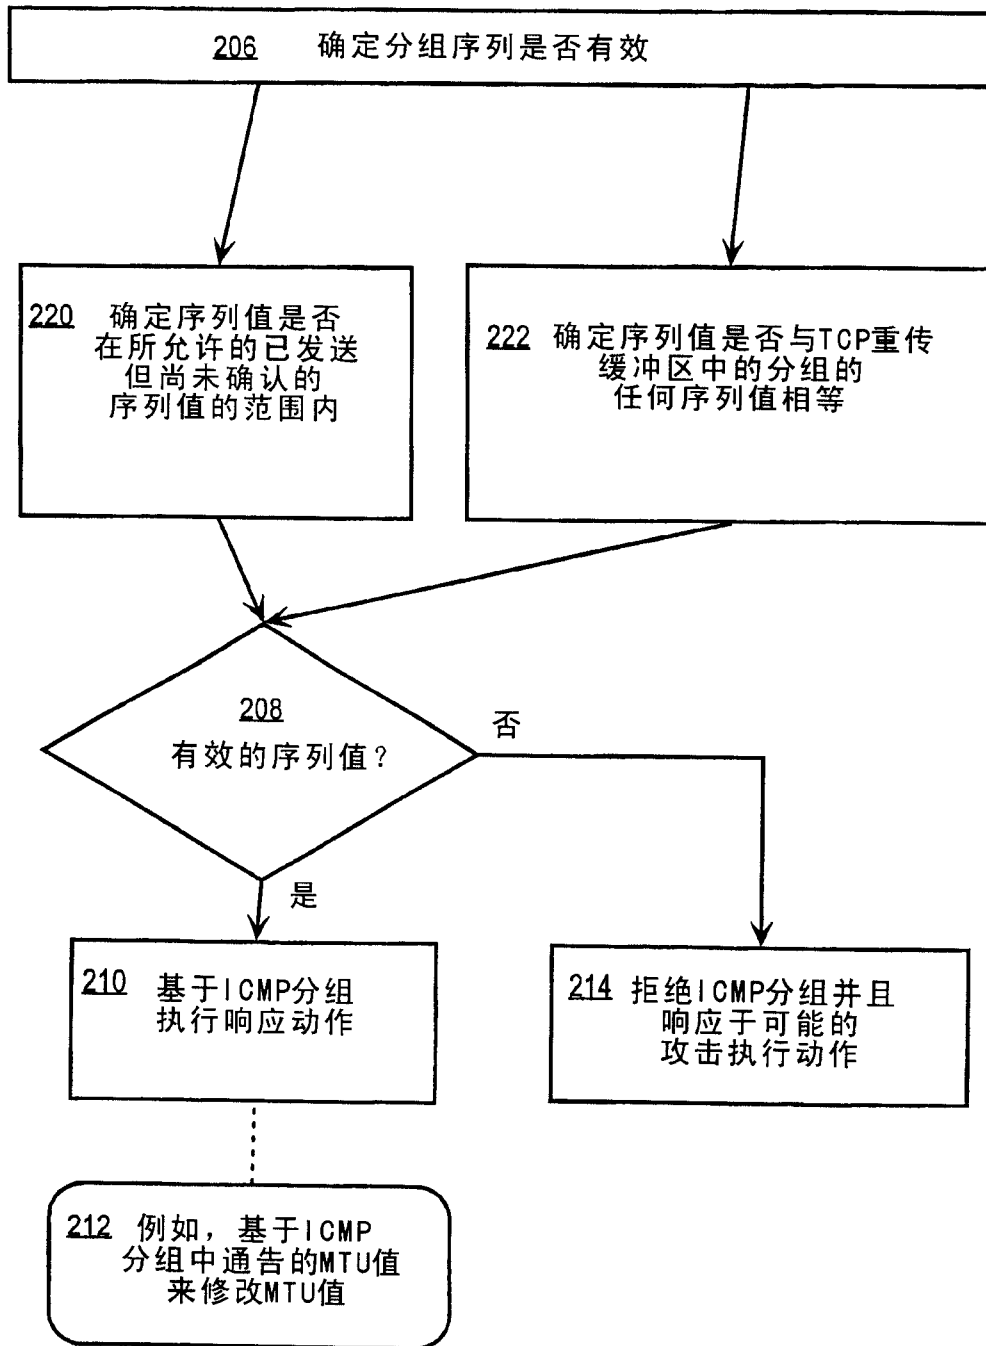 206 确定分组序列是否有效
220 确定序列值是否
在所允许的已发送
但尚未确认的
序列值的范围内
222 确定序列值是否与TCP重传
缓冲区中的分组的
任何序列值相等
208
有效的序列值?
否
是
210 基于ICMP分组
执行响应动作
214 拒绝ICMP分组并且
响应于可能的
攻击执行动作
212 例如，基于ICMP
分组中通告的MTU值
来修改MTU值